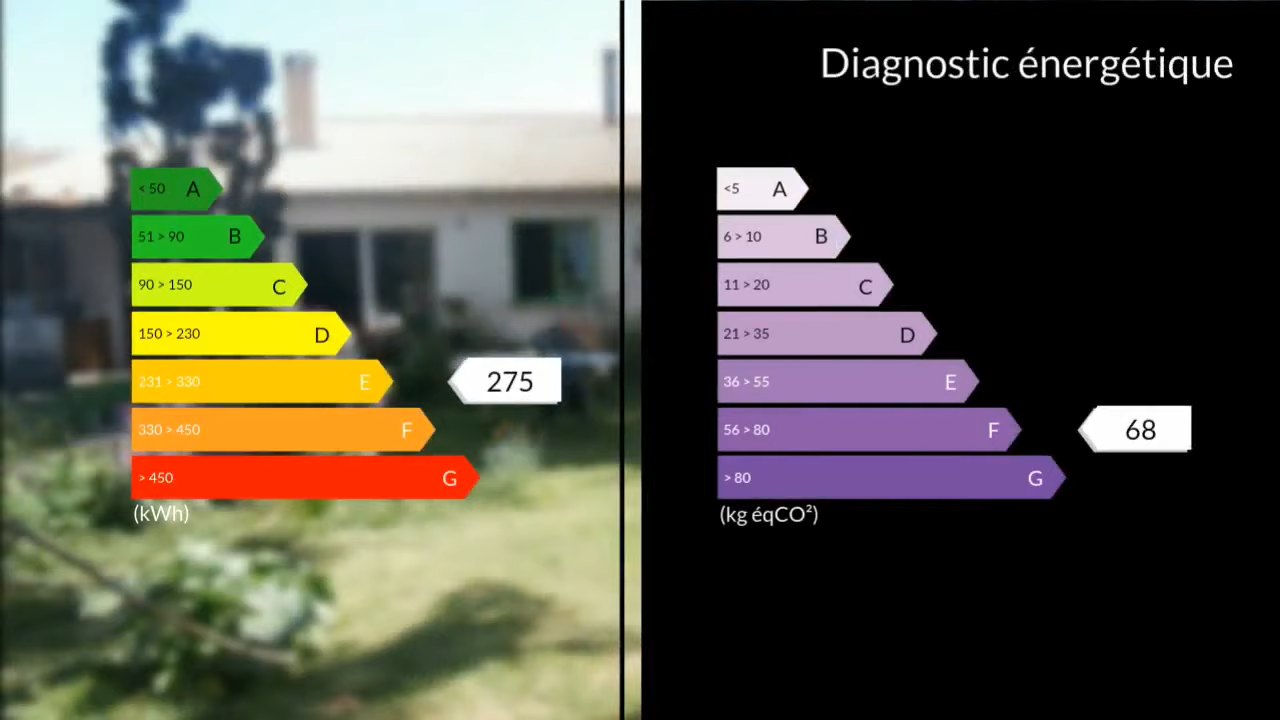 Diagnostic énergétique
< 50 A
51 > 90 B
90 > 150 C
150 > 230 D
231 > 330 E
275
330 > 450 F
> 450 G
(kWh)
<5 A
6 > 10 B
11 > 20 C
21 > 35 D
36 > 55 E
56 > 80 F
68
> 80 G
(kg éqCO²)